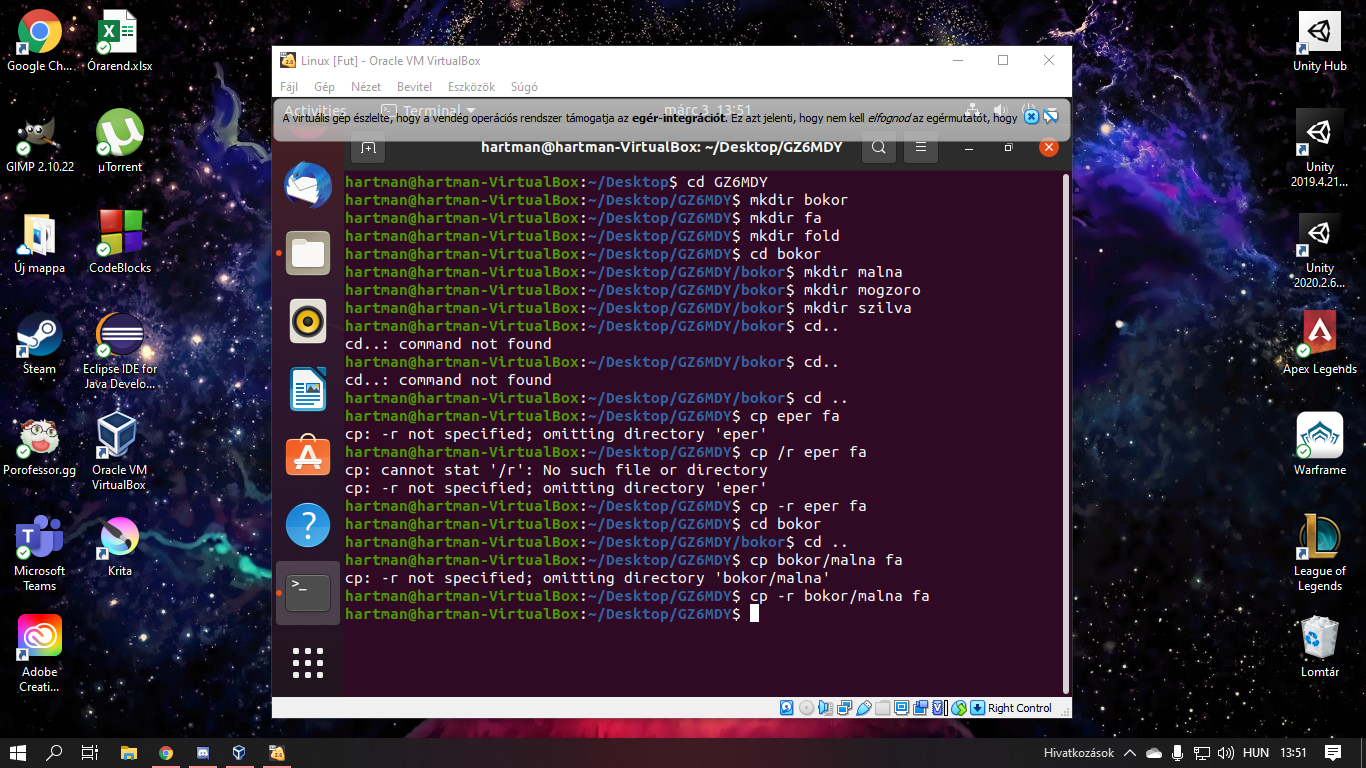 Google Ch...
Órarend.xlsx
GIMP 2.10.22
µTorrent
Új mappa
CodeBlocks
Steam
Eclipse IDE for
Java Develo...
Porofessor.gg
Oracle VM
VirtualBox
Microsoft
Teams
Krita
Adobe
Creati...
Linux [Fut] - Oracle VM VirtualBox
Fájl Gép Nézet Bevitel Eszközök Súgó
Activities Terminal márc 3 13:51
A virtuális gép észlelte, hogy a vendég operációs rendszer támogatja az egér-integrációt. Ez azt jelenti, hogy nem kell elfognod az egérmutatót, hogy
hartman@hartman-VirtualBox: ~/Desktop/GZ6MDY
hartman@hartman-VirtualBox:~/Desktop$ cd GZ6MDY
hartman@hartman-VirtualBox:~/Desktop/GZ6MDY$ mkdir bokor
hartman@hartman-VirtualBox:~/Desktop/GZ6MDY$ mkdir fa
hartman@hartman-VirtualBox:~/Desktop/GZ6MDY$ mkdir fold
hartman@hartman-VirtualBox:~/Desktop/GZ6MDY$ cd bokor
hartman@hartman-VirtualBox:~/Desktop/GZ6MDY/bokor$ mkdir malna
hartman@hartman-VirtualBox:~/Desktop/GZ6MDY/bokor$ mkdir mogzoro
hartman@hartman-VirtualBox:~/Desktop/GZ6MDY/bokor$ mkdir szilva
hartman@hartman-VirtualBox:~/Desktop/GZ6MDY/bokor$ cd..
cd..: command not found
hartman@hartman-VirtualBox:~/Desktop/GZ6MDY/bokor$ cd..
cd..: command not found
hartman@hartman-VirtualBox:~/Desktop/GZ6MDY/bokor$ cd ..
hartman@hartman-VirtualBox:~/Desktop/GZ6MDY$ cp eper fa
cp: -r not specified; omitting directory 'eper'
hartman@hartman-VirtualBox:~/Desktop/GZ6MDY$ cp /r eper fa
cp: cannot stat '/r': No such file or directory
cp: -r not specified; omitting directory 'eper'
hartman@hartman-VirtualBox:~/Desktop/GZ6MDY$ cp -r eper fa
hartman@hartman-VirtualBox:~/Desktop/GZ6MDY$ cd bokor
hartman@hartman-VirtualBox:~/Desktop/GZ6MDY/bokor$ cd ..
hartman@hartman-VirtualBox:~/Desktop/GZ6MDY$ cp bokor/malna fa
cp: -r not specified; omitting directory 'bokor/malna'
hartman@hartman-VirtualBox:~/Desktop/GZ6MDY$ cp -r bokor/malna fa
hartman@hartman-VirtualBox:~/Desktop/GZ6MDY$
Right Control
Unity Hub
Unity
2019.4.21...
Unity
2020.2.6...
Apex Legends
Warframe
League of
Legends
Lomtár
Hivatkozások HUN 13:51